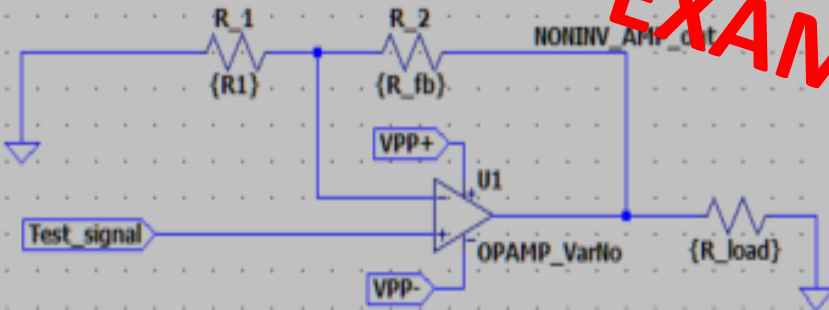 R_1
R_2
NONINV_AMP_out
EXAM
{R1}
{R_fb}
VPP+
U1
Test_signal
OPAMP_VarNo
{R_load}
VPP-